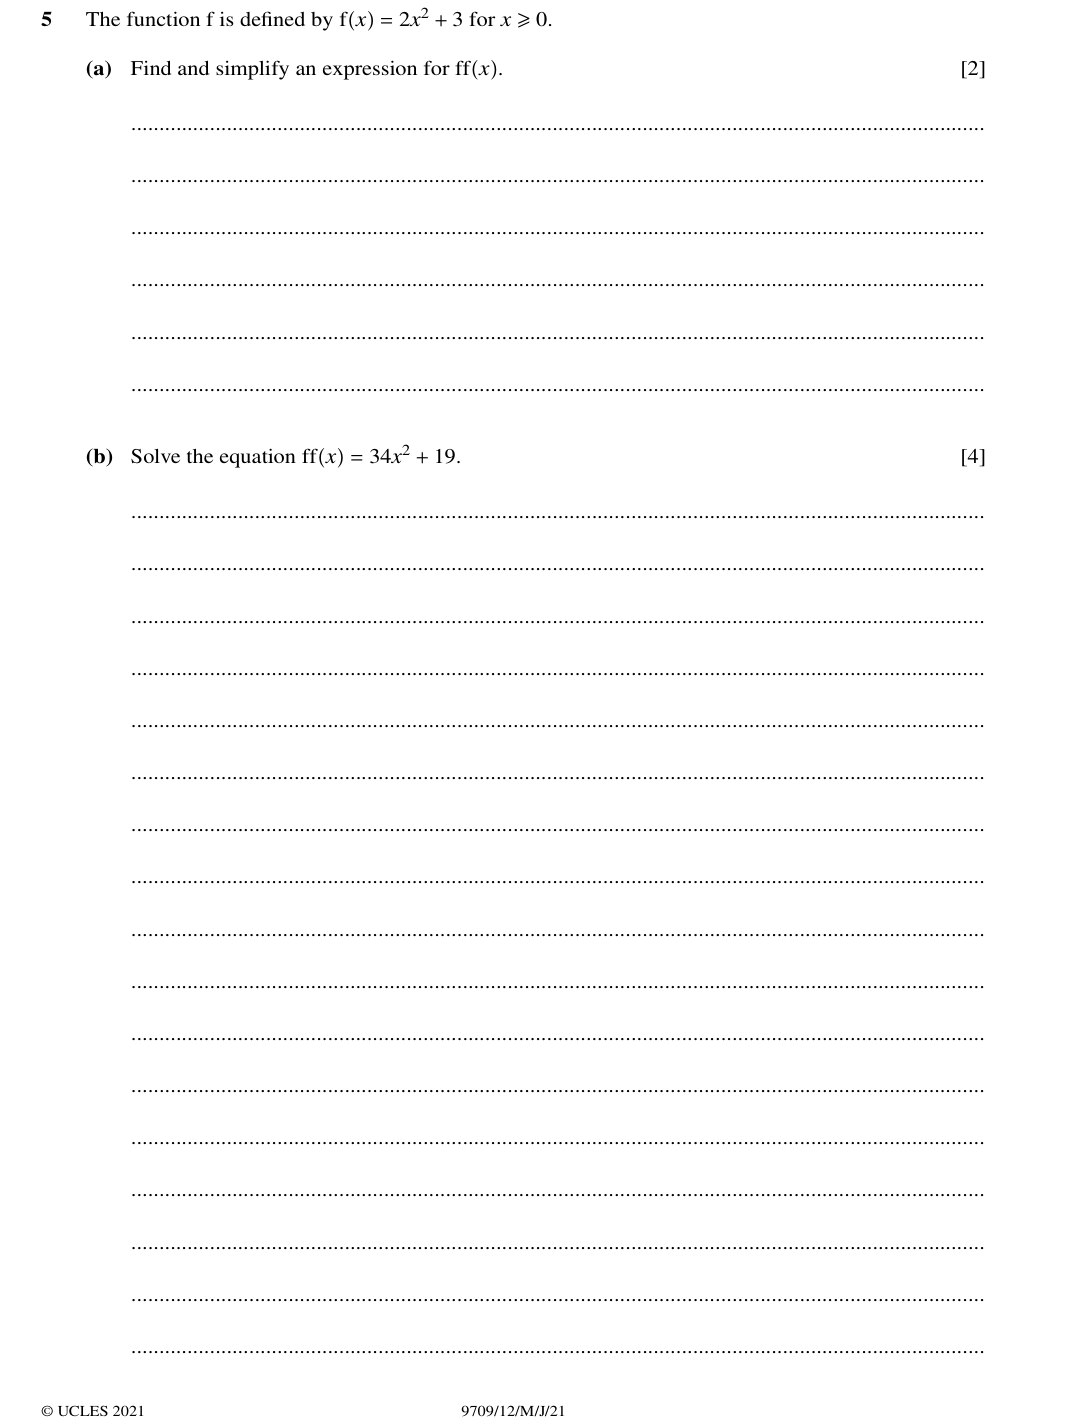 5 The function f is defined by f(x) = 2x² + 3 for x ⩾ 0.
(a) Find and simplify an expression for ff(x). [2]
(b) Solve the equation ff(x) = 34x² + 19. [4]
© UCLES 2021 9709/12/M/J/21